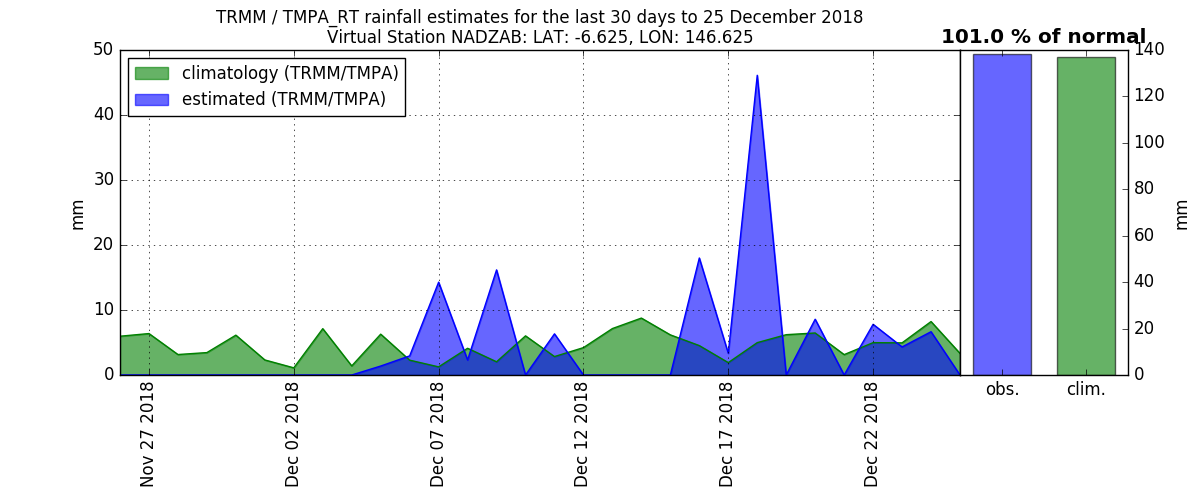 TRMM / TMPA_RT rainfall estimates for the last 30 days to 25 December 2018
Virtual Station NADZAB: LAT: -6.625, LON: 146.625
101.0 % of normal
climatology (TRMM/TMPA)
estimated (TRMM/TMPA)
50
40
30
20
10
0
mm
Nov 27 2018
Dec 02 2018
Dec 07 2018
Dec 12 2018
Dec 17 2018
Dec 22 2018
obs.
clim.
140
120
100
80
60
40
20
0
mm